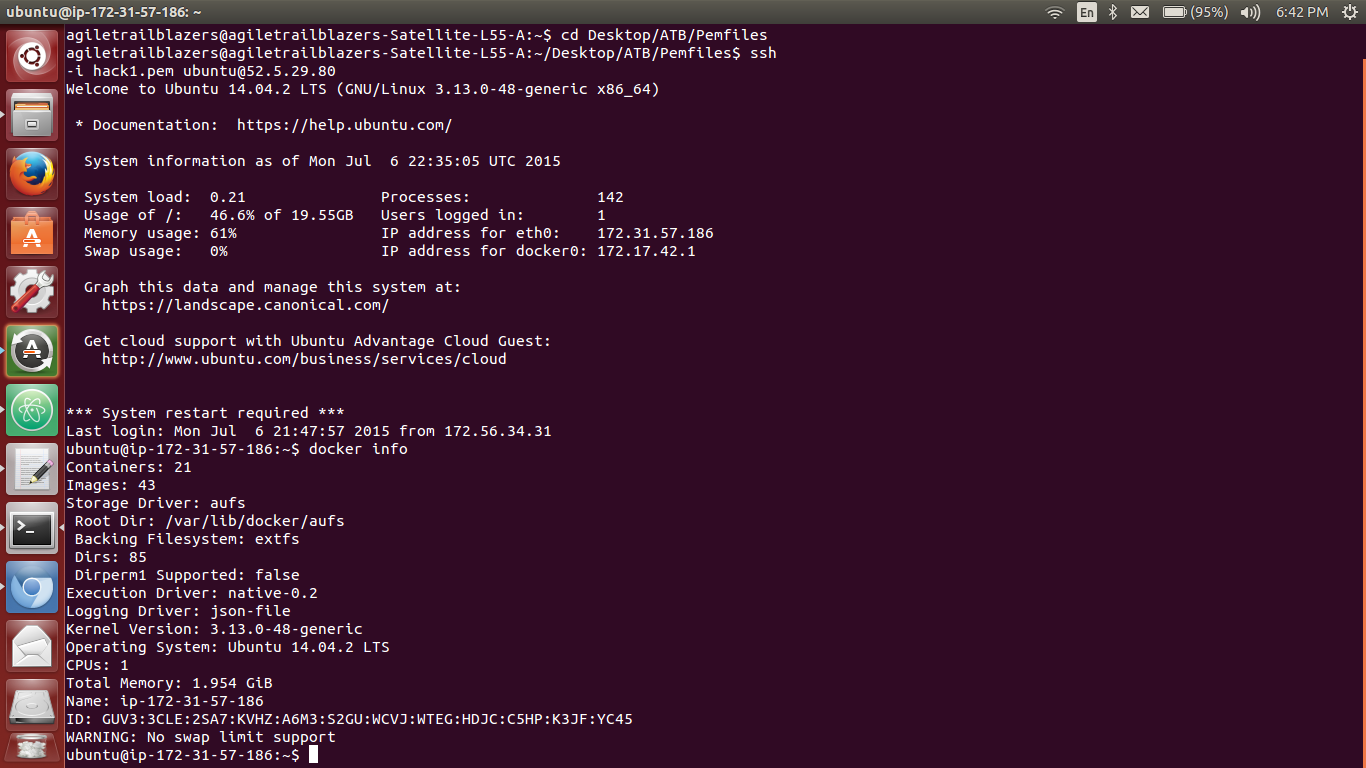 ubuntu@ip-172-31-57-186: ~
En
(95%)
6:42 PM
agiletrailblazers@agiletrailblazers-Satellite-L55-A:~$ cd Desktop/ATB/Pemfiles
agiletrailblazers@agiletrailblazers-Satellite-L55-A:~/Desktop/ATB/Pemfiles$ ssh
-i hack1.pem ubuntu@52.5.29.80
Welcome to Ubuntu 14.04.2 LTS (GNU/Linux 3.13.0-48-generic x86_64)
* Documentation:  https://help.ubuntu.com/
System information as of Mon Jul  6 22:35:05 UTC 2015
System load:  0.21 Processes: 142
Usage of /:   46.6% of 19.55GB Users logged in: 1
Memory usage: 61% IP address for eth0: 172.31.57.186
Swap usage:   0% IP address for docker0: 172.17.42.1
Graph this data and manage this system at:
https://landscape.canonical.com/
Get cloud support with Ubuntu Advantage Cloud Guest:
http://www.ubuntu.com/business/services/cloud
*** System restart required ***
Last login: Mon Jul  6 21:47:57 2015 from 172.56.34.31
ubuntu@ip-172-31-57-186:~$ docker info
Containers: 21
Images: 43
Storage Driver: aufs
Root Dir: /var/lib/docker/aufs
Backing Filesystem: extfs
Dirs: 85
Dirperm1 Supported: false
Execution Driver: native-0.2
Logging Driver: json-file
Kernel Version: 3.13.0-48-generic
Operating System: Ubuntu 14.04.2 LTS
CPUs: 1
Total Memory: 1.954 GiB
Name: ip-172-31-57-186
ID: GUV3:3CLE:2SA7:KVHZ:A6M3:S2GU:WCVJ:WTEG:HDJC:C5HP:K3JF:YC45
WARNING: No swap limit support
ubuntu@ip-172-31-57-186:~$